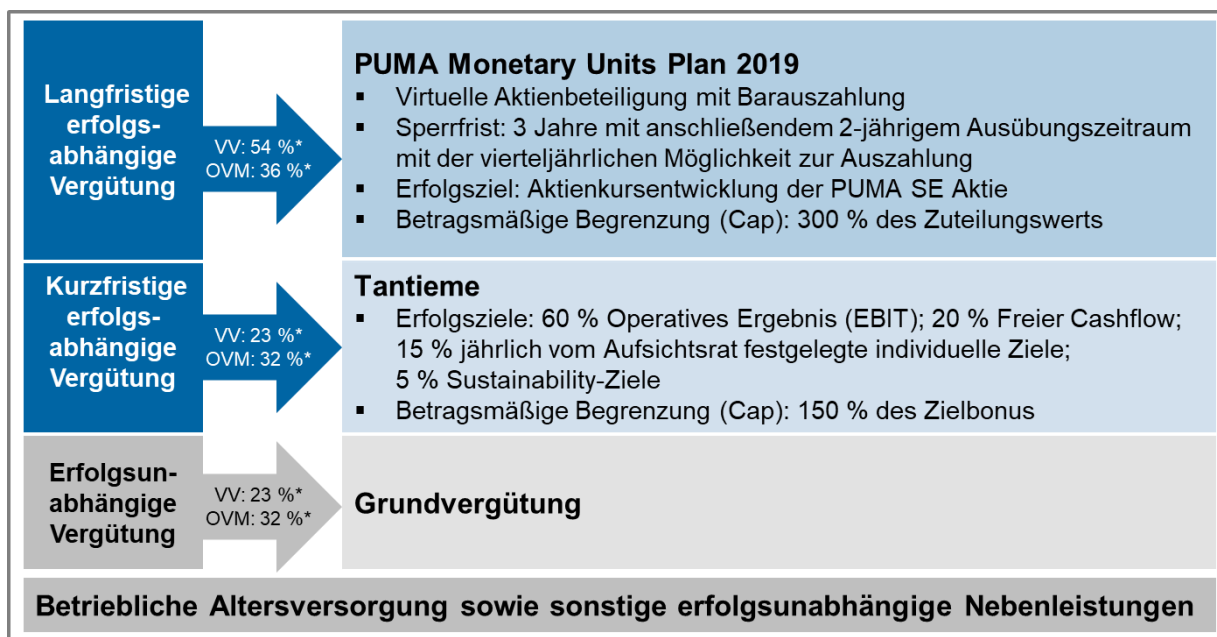 Langfristige
erfolgs-
abhängige
Vergütung
VV: 54 %*
OVM: 36 %*
PUMA Monetary Units Plan 2019
▪ Virtuelle Aktienbeteiligung mit Barauszahlung
▪ Sperrfrist: 3 Jahre mit anschließendem 2-jährigem Ausübungszeitraum
mit der vierteljährlichen Möglichkeit zur Auszahlung
▪ Erfolgsziel: Aktienkursentwicklung der PUMA SE Aktie
▪ Betragsmäßige Begrenzung (Cap): 300 % des Zuteilungswerts
Kurzfristige
erfolgs-
abhängige
Vergütung
VV: 23 %*
OVM: 32 %*
Tantieme
▪ Erfolgsziele: 60 % Operatives Ergebnis (EBIT); 20 % Freier Cashflow;
15 % jährlich vom Aufsichtsrat festgelegte individuelle Ziele;
5 % Sustainability-Ziele
▪ Betragsmäßige Begrenzung (Cap): 150 % des Zielbonus
Erfolgsun-
abhängige
Vergütung
VV: 23 %*
OVM: 32 %*
Grundvergütung
Betriebliche Altersversorgung sowie sonstige erfolgsunabhängige Nebenleistungen